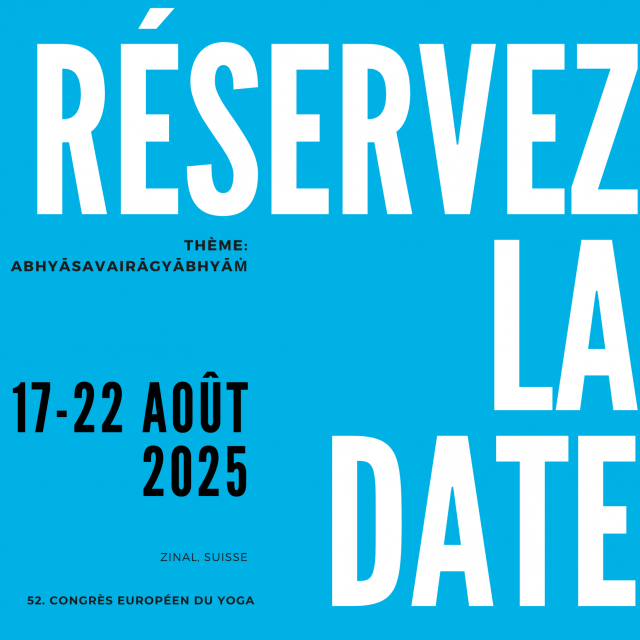 RÉSERVEZ
THÈME:
ABHYĀSAVAIRĀGYĀBHYĀṀ
LA
17-22 AOÛT
2025
DATE
ZINAL, SUISSE
52. CONGRÈS EUROPÉEN DU YOGA